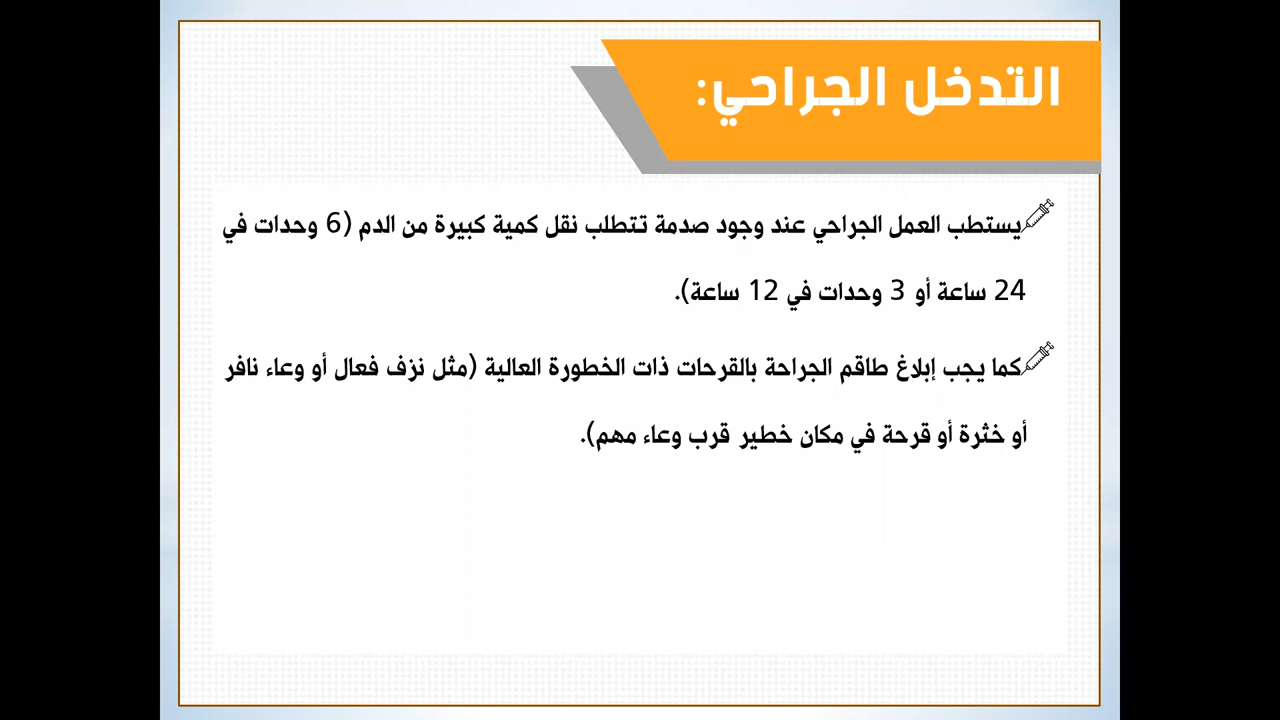 التدخل الجراحي:
يستطب العمل الجراحي عند وجود صدمة تتطلب نقل كمية كبيرة من الدم (6 وحدات في
24 ساعة أو 3 وحدات في 12 ساعة).
كما يجب إبلاغ طاقم الجراحة بالقرحات ذات الخطورة العالية (مثل نزف فعال أو وعاء نافر
أو خثرة أو قرحة في مكان خطير قرب وعاء مهم).